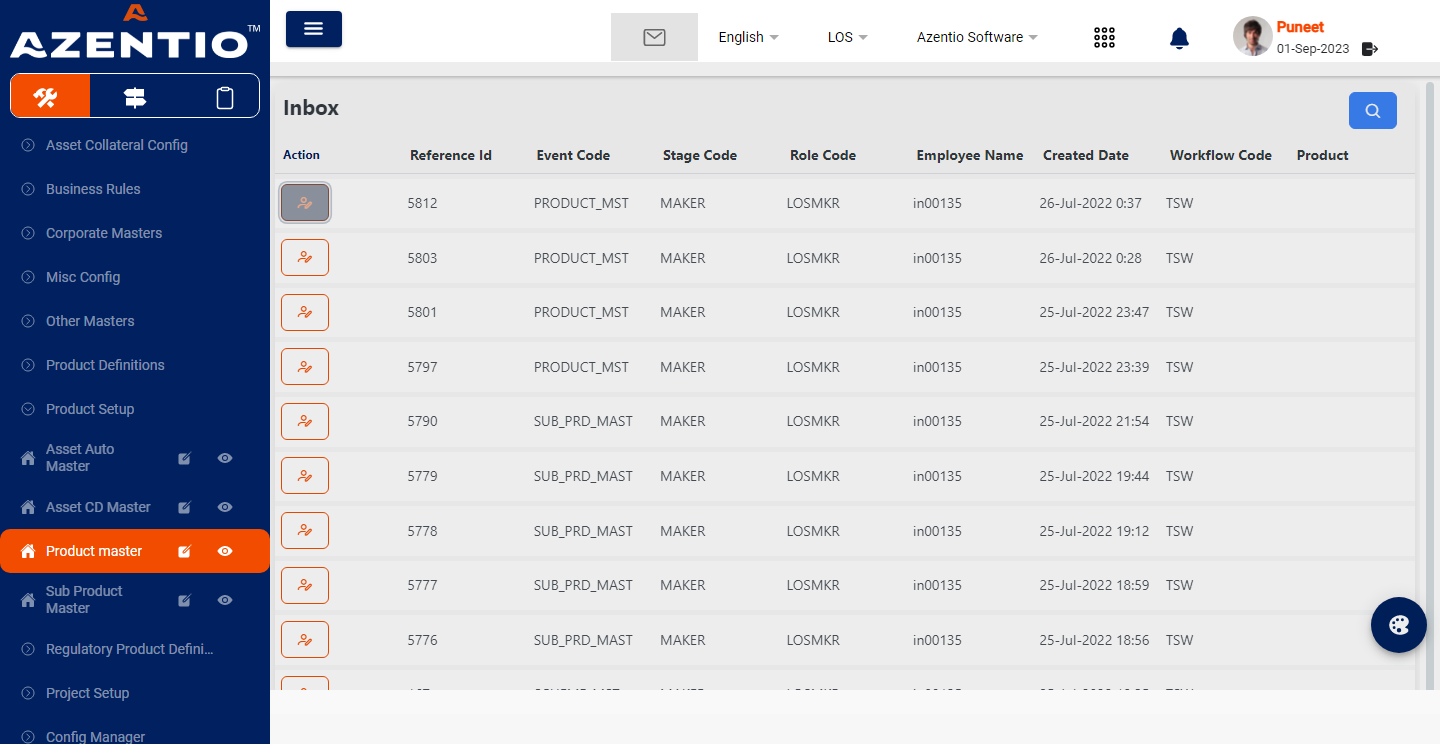 AZENTIO™
English LOS Azentio Software
Puneet
01-Sep-2023
Asset Collateral Config
Business Rules
Corporate Masters
Misc Config
Other Masters
Product Definitions
Product Setup
Asset Auto
Master
Asset CD Master
Product master
Sub Product
Master
Regulatory Product Defini...
Project Setup
Config Manager
Inbox
Action Reference Id Event Code Stage Code Role Code Employee Name Created Date Workflow Code Product
5812 PRODUCT_MST MAKER LOSMKR in00135 26-Jul-2022 0:37 TSW
5803 PRODUCT_MST MAKER LOSMKR in00135 26-Jul-2022 0:28 TSW
5801 PRODUCT_MST MAKER LOSMKR in00135 25-Jul-2022 23:47 TSW
5797 PRODUCT_MST MAKER LOSMKR in00135 25-Jul-2022 23:39 TSW
5790 SUB_PRD_MAST MAKER LOSMKR in00135 25-Jul-2022 21:54 TSW
5779 SUB_PRD_MAST MAKER LOSMKR in00135 25-Jul-2022 19:44 TSW
5778 SUB_PRD_MAST MAKER LOSMKR in00135 25-Jul-2022 19:12 TSW
5777 SUB_PRD_MAST MAKER LOSMKR in00135 25-Jul-2022 18:59 TSW
5776 SUB_PRD_MAST MAKER LOSMKR in00135 25-Jul-2022 18:56 TSW